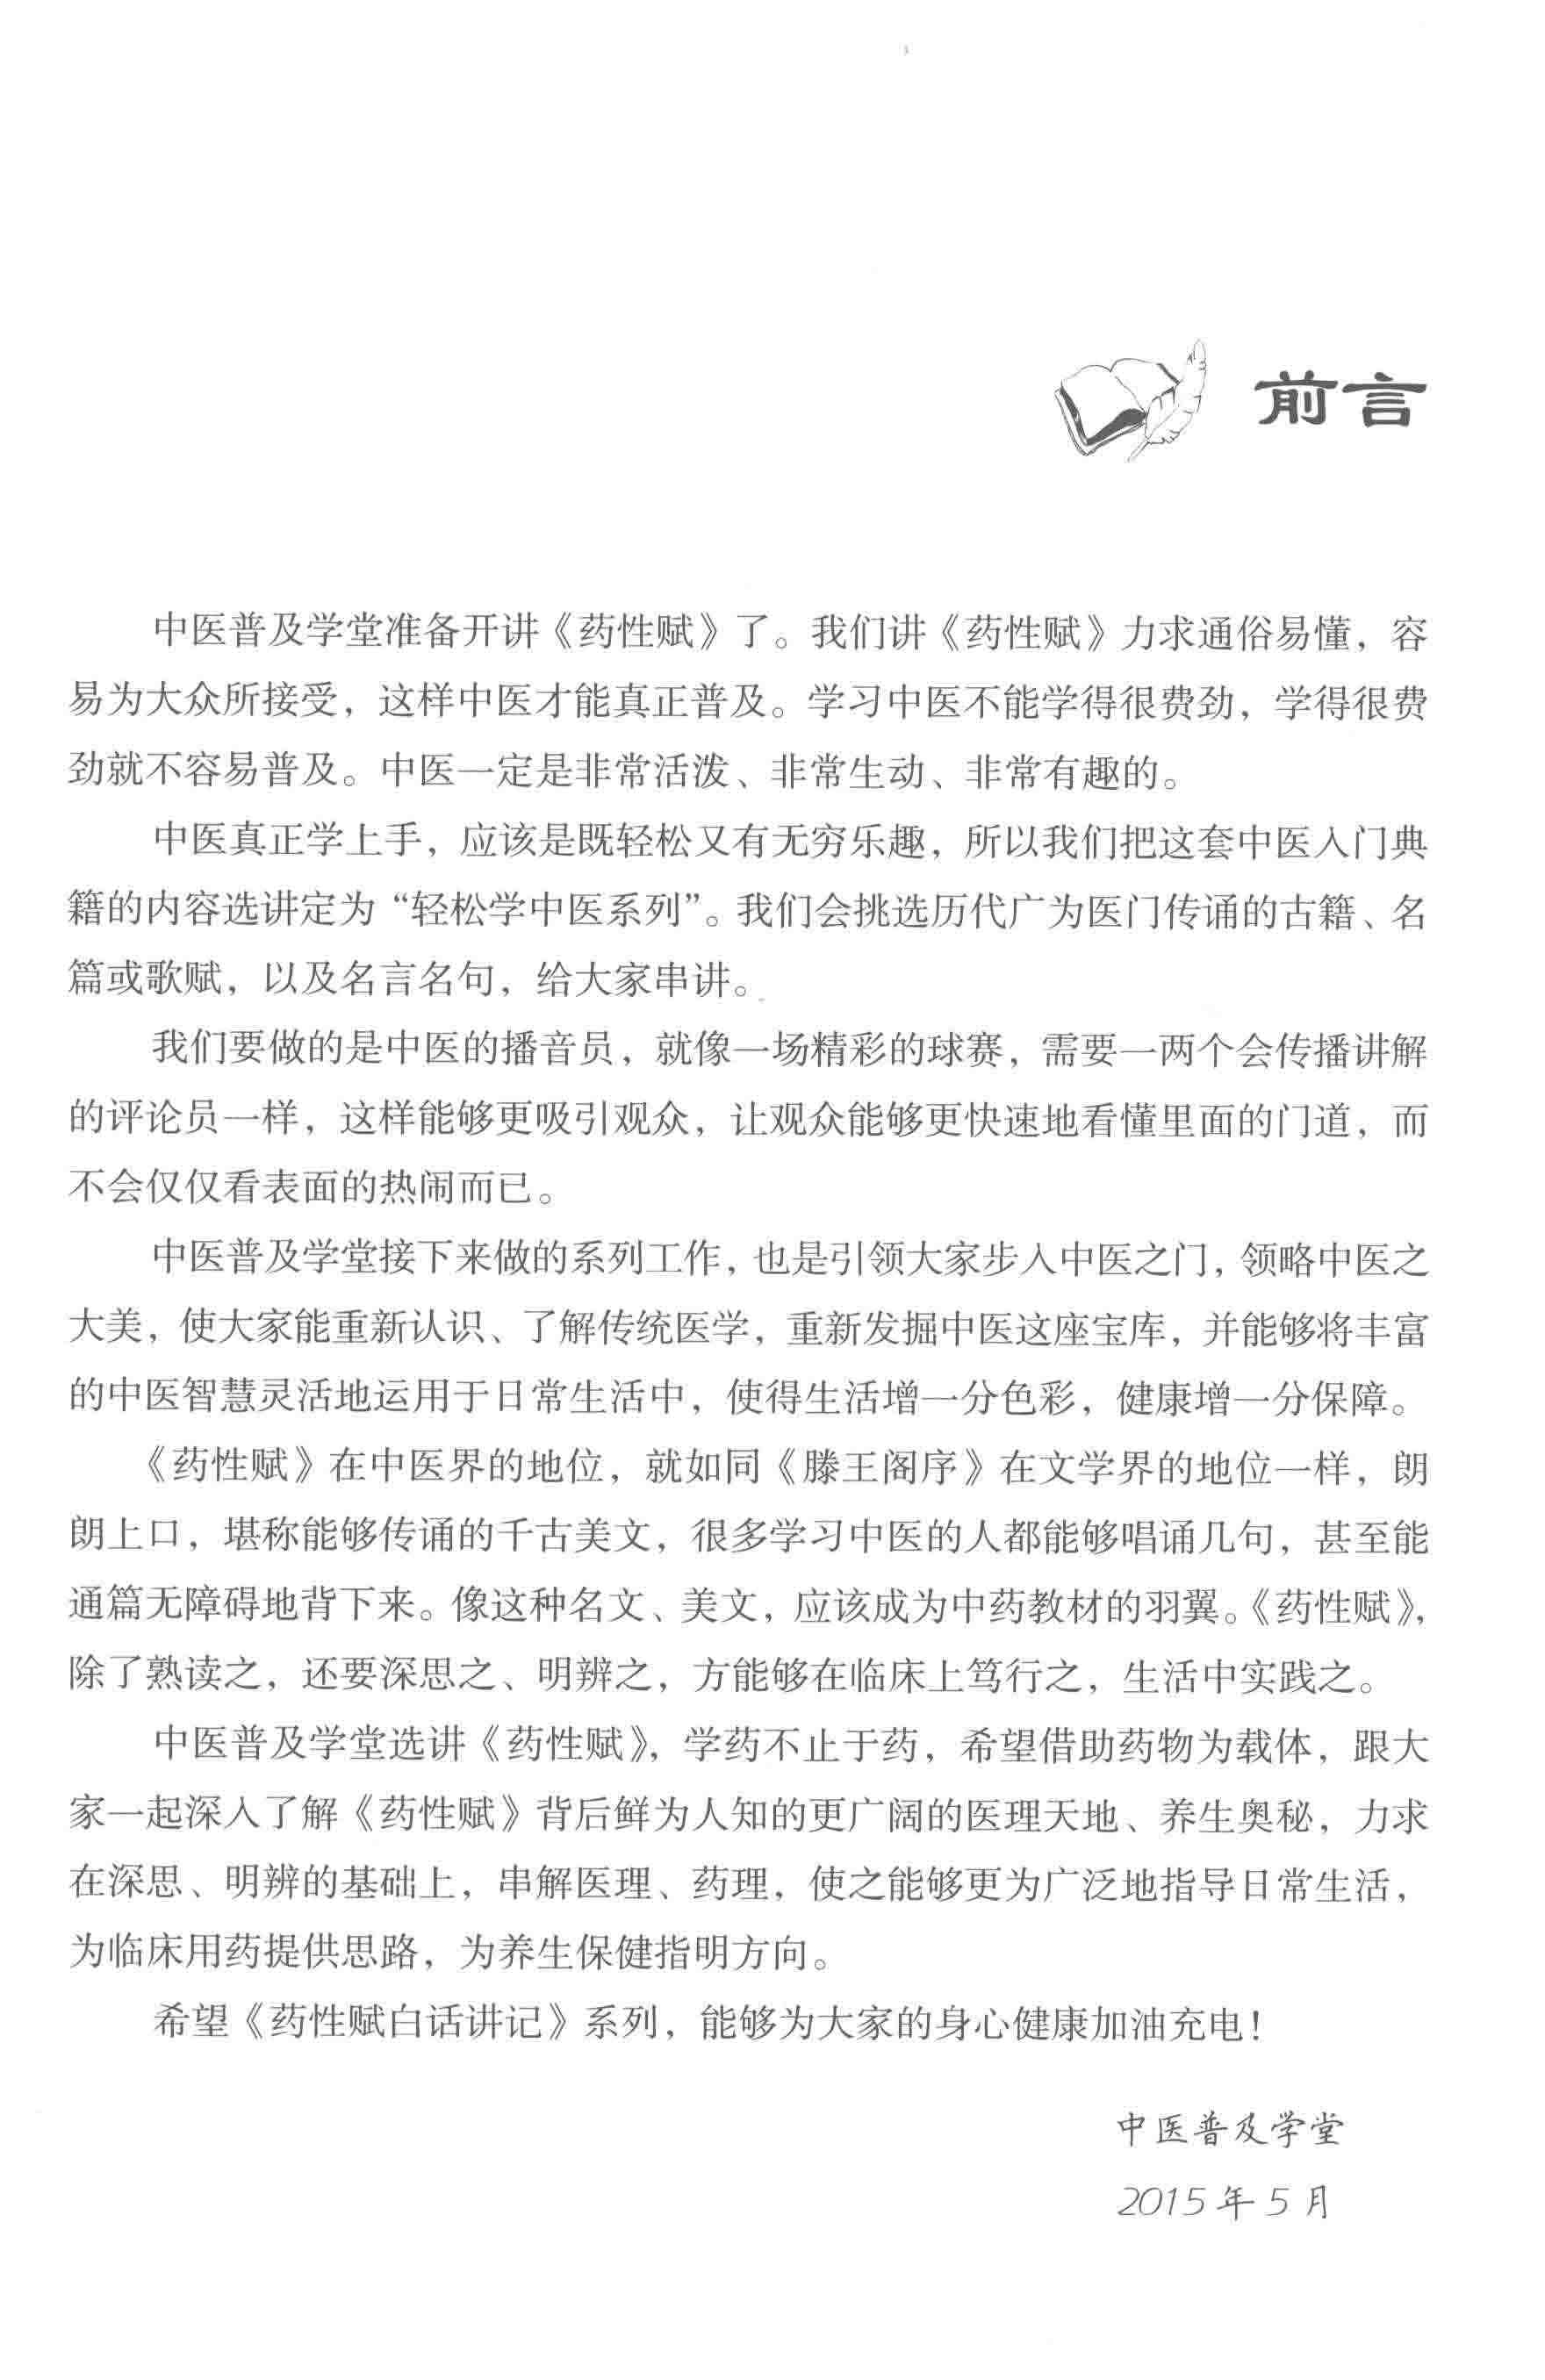 前言
中医普及学堂准备开讲《药性赋》了。我们讲《药性赋》力求通俗易懂，容
易为大众所接受，这样中医才能真正普及。学习中医不能学得很费劲，学得很费
劲就不容易普及。中医一定是非常活泼、非常生动、非常有趣的。
中医真正学上手，应该是既轻松又有无穷乐趣，所以我们把这套中医入门典
籍的内容选讲定为“轻松学中医系列”。我们会挑选历代广为医门传诵的古籍、名
篇或歌赋，以及名言名句，给大家串讲。
我们要做的是中医的播音员，就像一场精彩的球赛，需要一两个会传播讲解
的评论员一样，这样能够更吸引观众，让观众能够更快速地看懂里面的门道，而
不会仅仅看表面的热闹而已。
中医普及学堂接下来做的系列工作，也是引领大家步入中医之门，领略中医之
大美，使大家能重新认识、了解传统医学，重新发掘中医这座宝库，并能够将丰富
的中医智慧灵活地运用于日常生活中，使得生活增一分色彩，健康增一分保障。
《药性赋》在中医界的地位，就如同《滕王阁序》在文学界的地位一样，朗
朗上口，堪称能够传诵的千古美文，很多学习中医的人都能够唱诵几句，甚至能
通篇无障碍地背下来。像这种名文、美文，应该成为中药教材的羽翼。《药性赋》，
除了熟读之，还要深思之、明辨之，方能够在临床上笃行之，生活中实践之。
中医普及学堂选讲《药性赋》，学药不止于药，希望借助药物为载体，跟大
家一起深入了解《药性赋》背后鲜为人知的更广阔的医理天地、养生奥秘，力求
在深思、明辨的基础上，串解医理、药理，使之能够更为广泛地指导日常生活，
为临床用药提供思路，为养生保健指明方向。
希望《药性赋白话讲记》系列，能够为大家的身心健康加油充电！
中医普及学堂
2015年5月